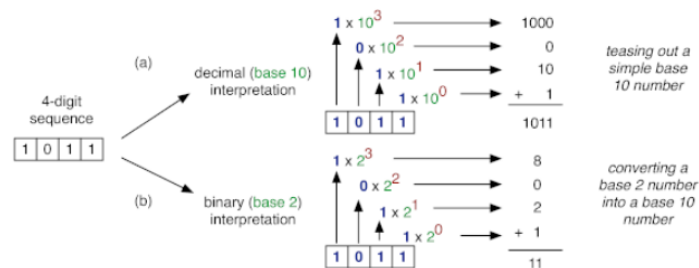 4-digit
sequence
1 0 1 1
(a)
decimal (base 10)
interpretation
1 x 10³ 1000
0 x 10² 0
1 x 10¹ 10
1 x 10⁰ + 1
1 0 1 1 1011
teasing out a
simple base
10 number
(b)
binary (base 2)
interpretation
1 x 2³ 8
0 x 2² 0
1 x 2¹ 2
1 x 2⁰ + 1
1 0 1 1 11
converting a
base 2 number
into a base 10
number